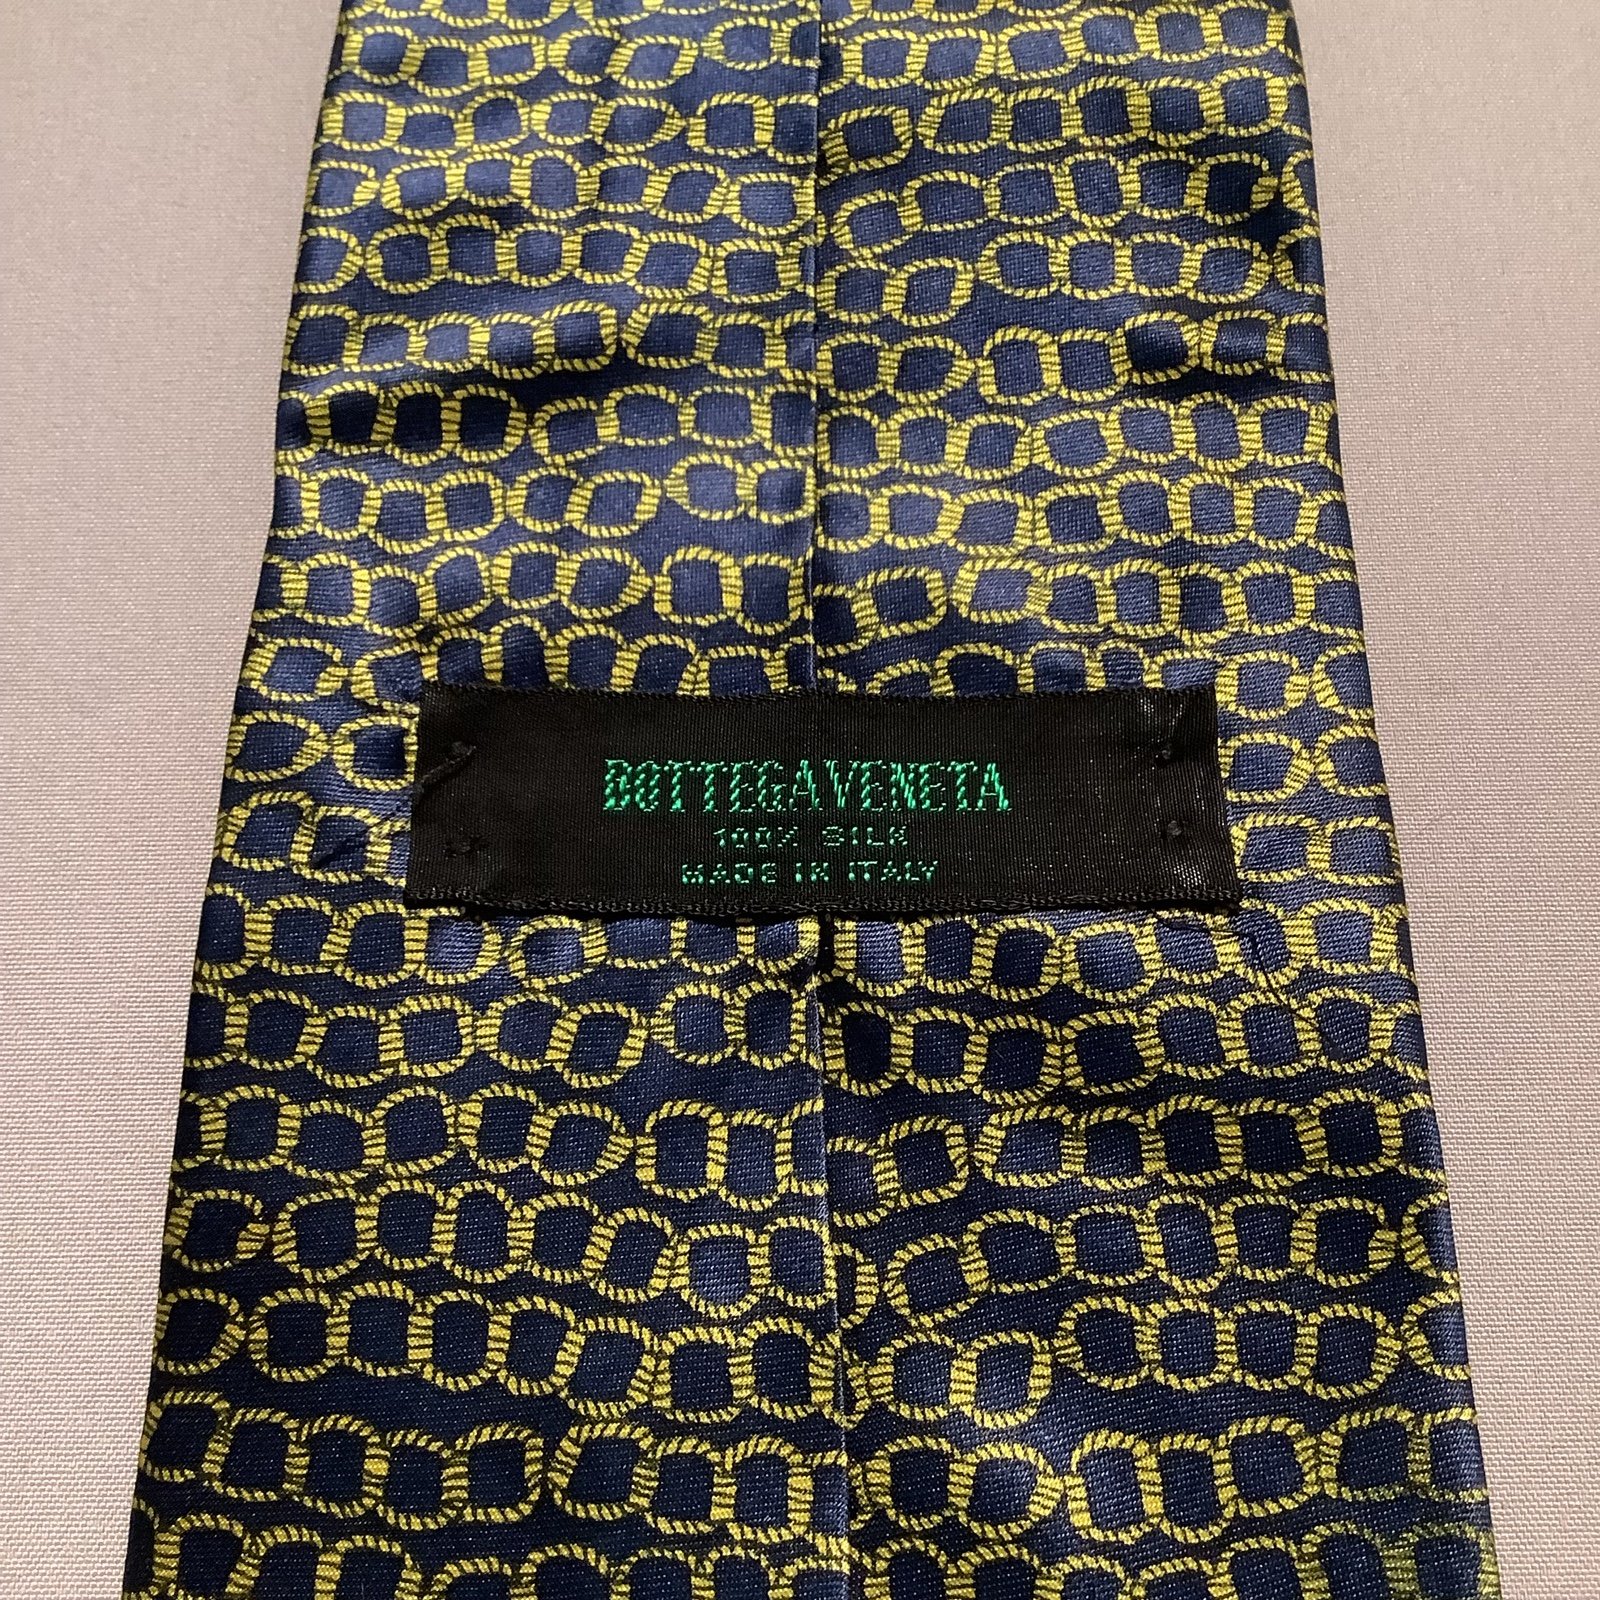 BOTTEGA VENETA
100% SILK
MADE IN ITALY